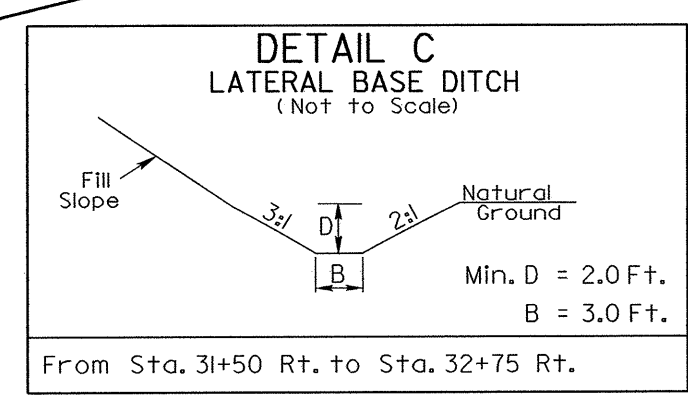 DETAIL C
LATERAL BASE DITCH
(Not to Scale)
Fill
Slope
3:1
D
2:1
Natural
Ground
B
Min. D = 2.0 Ft.
B = 3.0 Ft.
From Sta. 31+50 Rt. to Sta. 32+75 Rt.